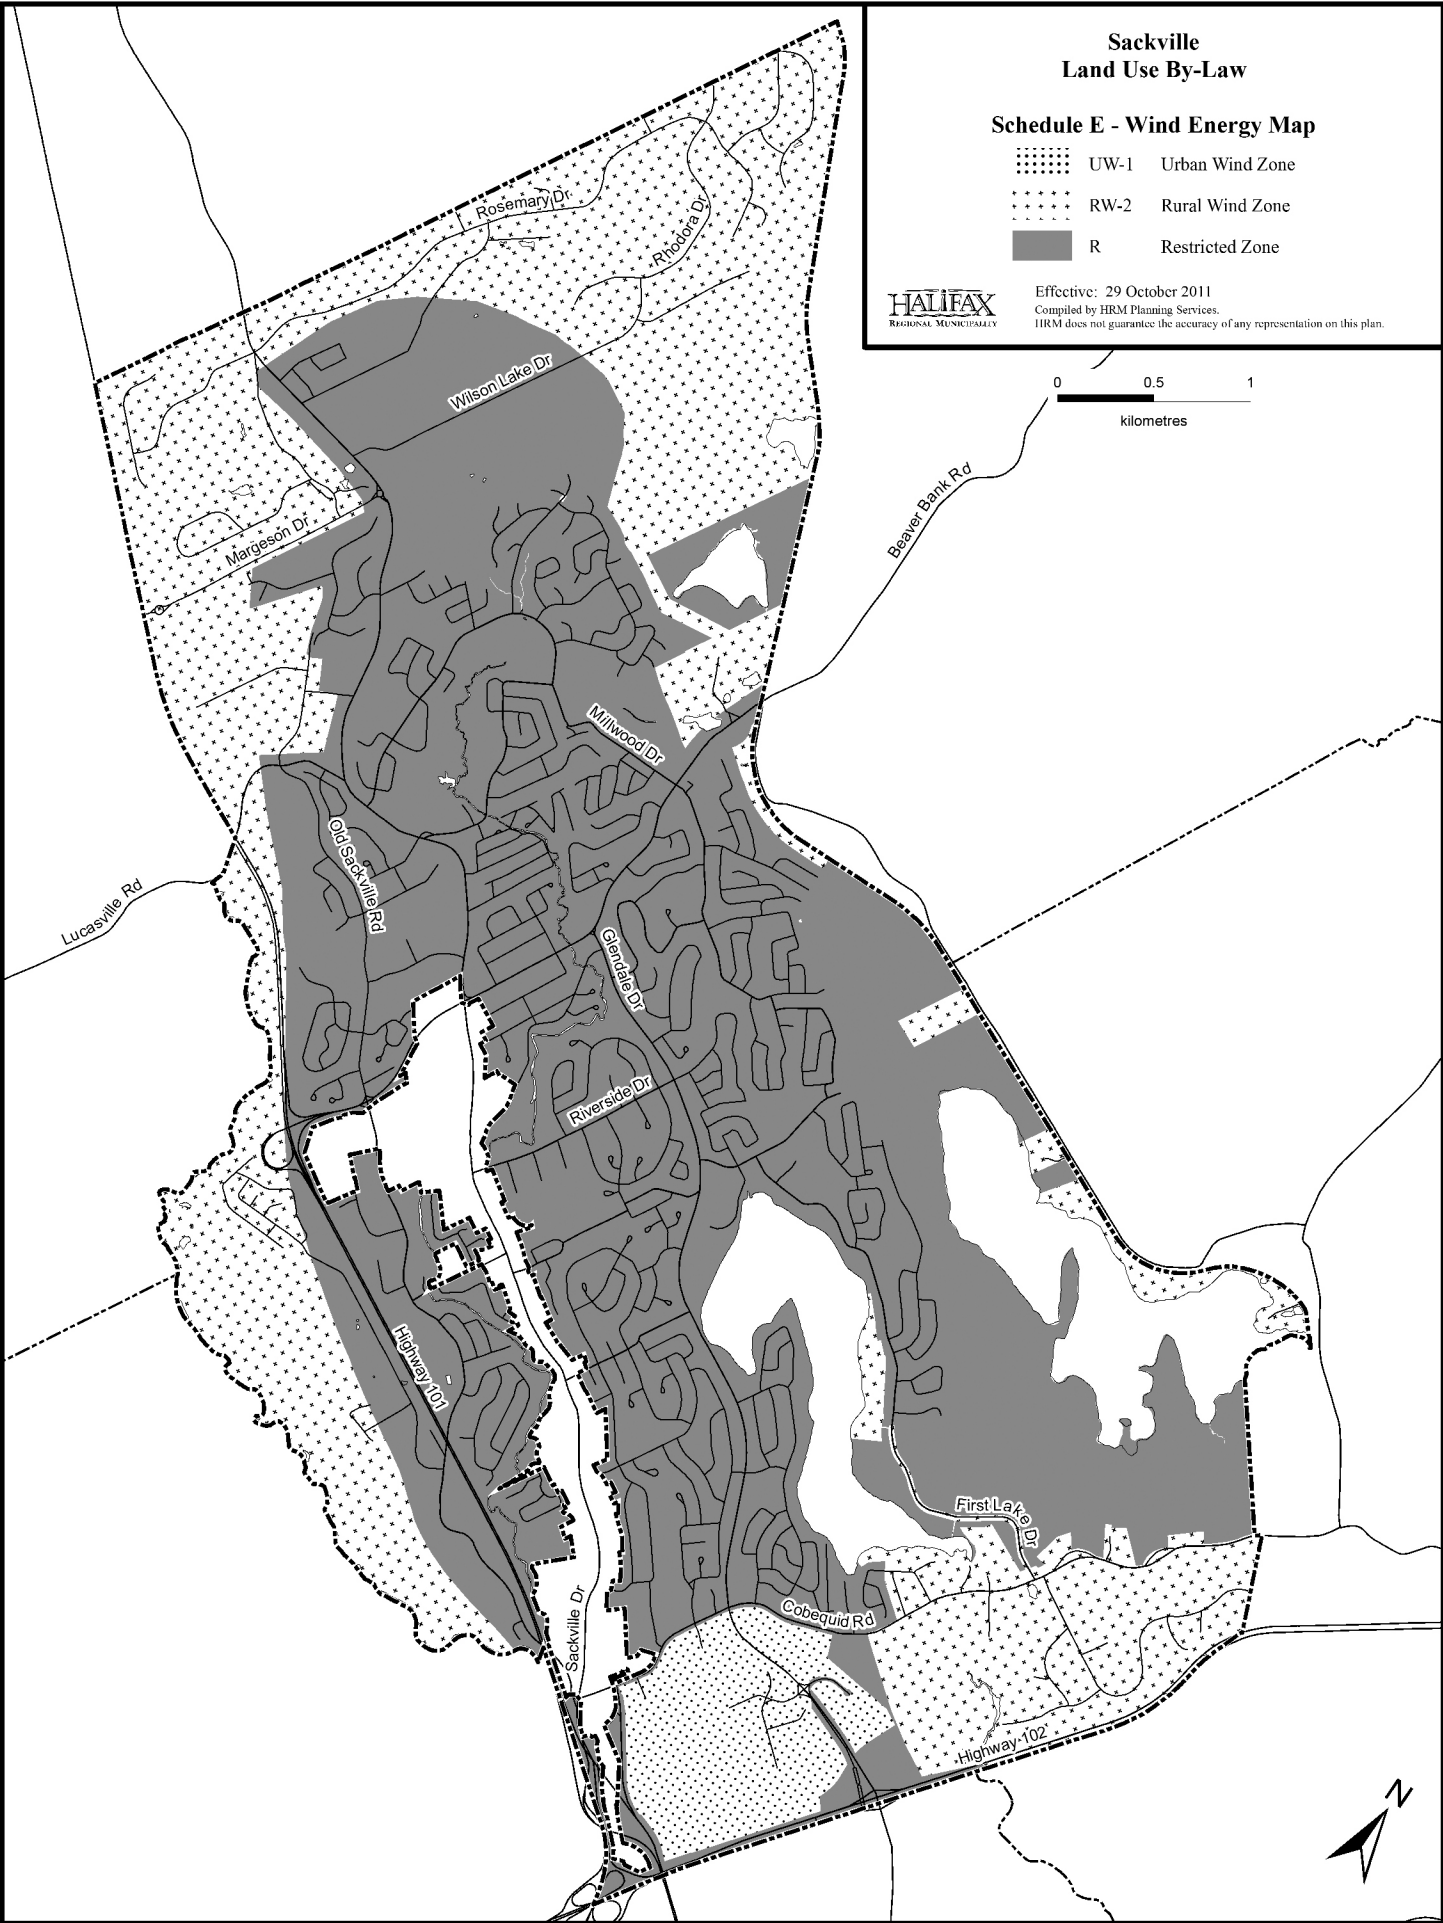 Sackville
Land Use By-Law
Schedule E - Wind Energy Map
UW-1 Urban Wind Zone
RW-2 Rural Wind Zone
R Restricted Zone
HALIFAX
REGIONAL MUNICIPALITY
Effective: 29 October 2011
Compiled by HRM Planning Services.
HRM does not guarantee the accuracy of any representation on this plan.
0 0.5 1
kilometres
Rosemary Dr
Rhodora Dr
Wilson Lake Dr
Beaver Bank Rd
Margeson Dr
Millwood Dr
Old Sackville Rd
Lucasville Rd
Glendale Dr
Riverside Dr
Highway 101
First Lake Dr
Cobequid Rd
Sackville Dr
Highway 102
N